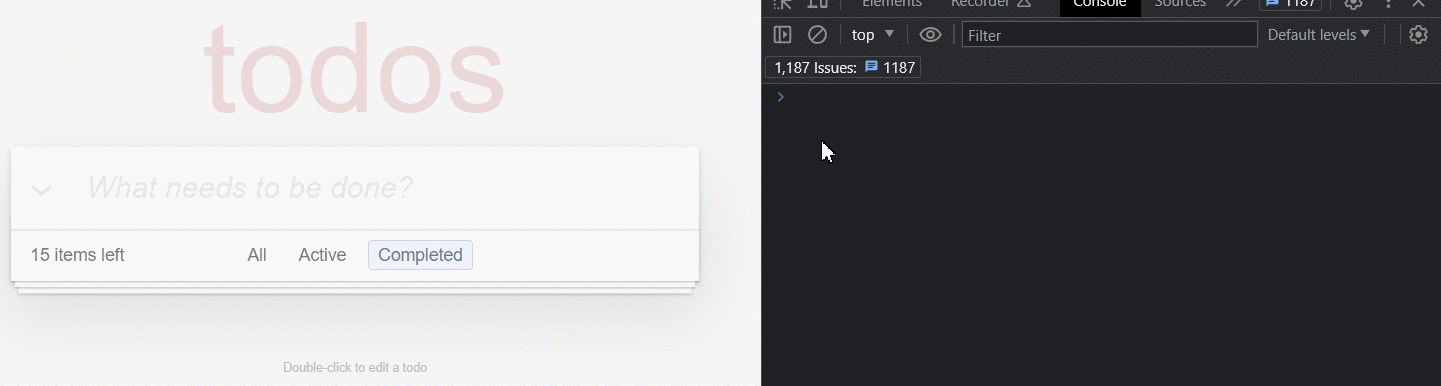 todos
What needs to be done?
15 items left All Active Completed
Double-click to edit a todo
Elements Recorder Console Sources 1187
top Filter Default levels
1,187 Issues: 1187